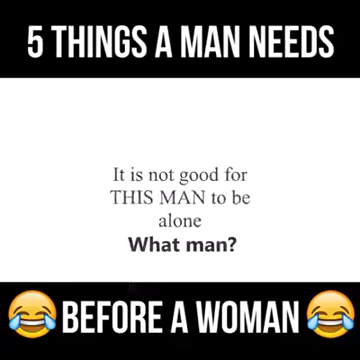 5 THINGS A MAN NEEDS
It is not good for
THIS MAN to be
alone
What man?
😂 BEFORE A WOMAN 😂